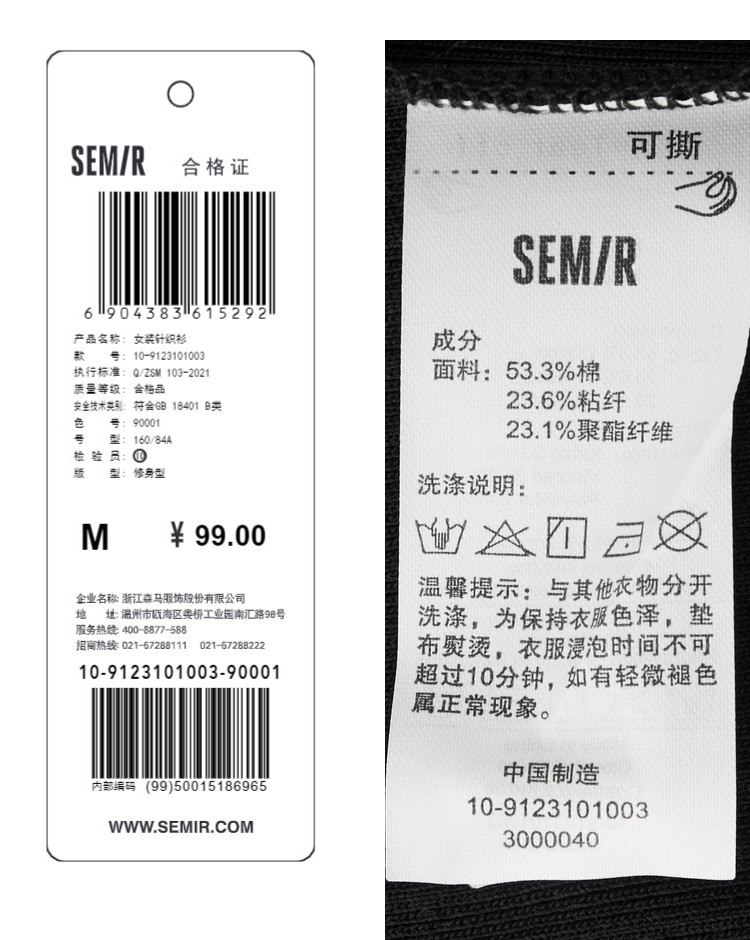 SEMIR 合格证
6 904383 615292
产品名称: 女装针织衫
款 号: 10-9123101003
执行标准: Q/ZSM 103-2021
质量等级: 合格品
安全技术类别: 符合GB 18401 B类
色 号: 90001
号 型: 160/84A
检 验 员:
版 型: 修身型
M ¥ 99.00
企业名称: 浙江森马服饰股份有限公司
地 址: 温州市瓯海区娄桥工业园南汇路98号
服务热线: 400-8877-588
招商热线: 021-67288111 021-67288222
10-9123101003-90001
内部编码 (99)50015186965
WWW.SEMIR.COM
可撕
SEMIR
成分
面料: 53.3%棉
23.6%粘纤
23.1%聚酯纤维
洗涤说明:
温馨提示: 与其他衣物分开
洗涤, 为保持衣服色泽, 垫
布熨烫, 衣服浸泡时间不可
超过10分钟, 如有轻微褪色
属正常现象。
中国制造
10-9123101003
3000040